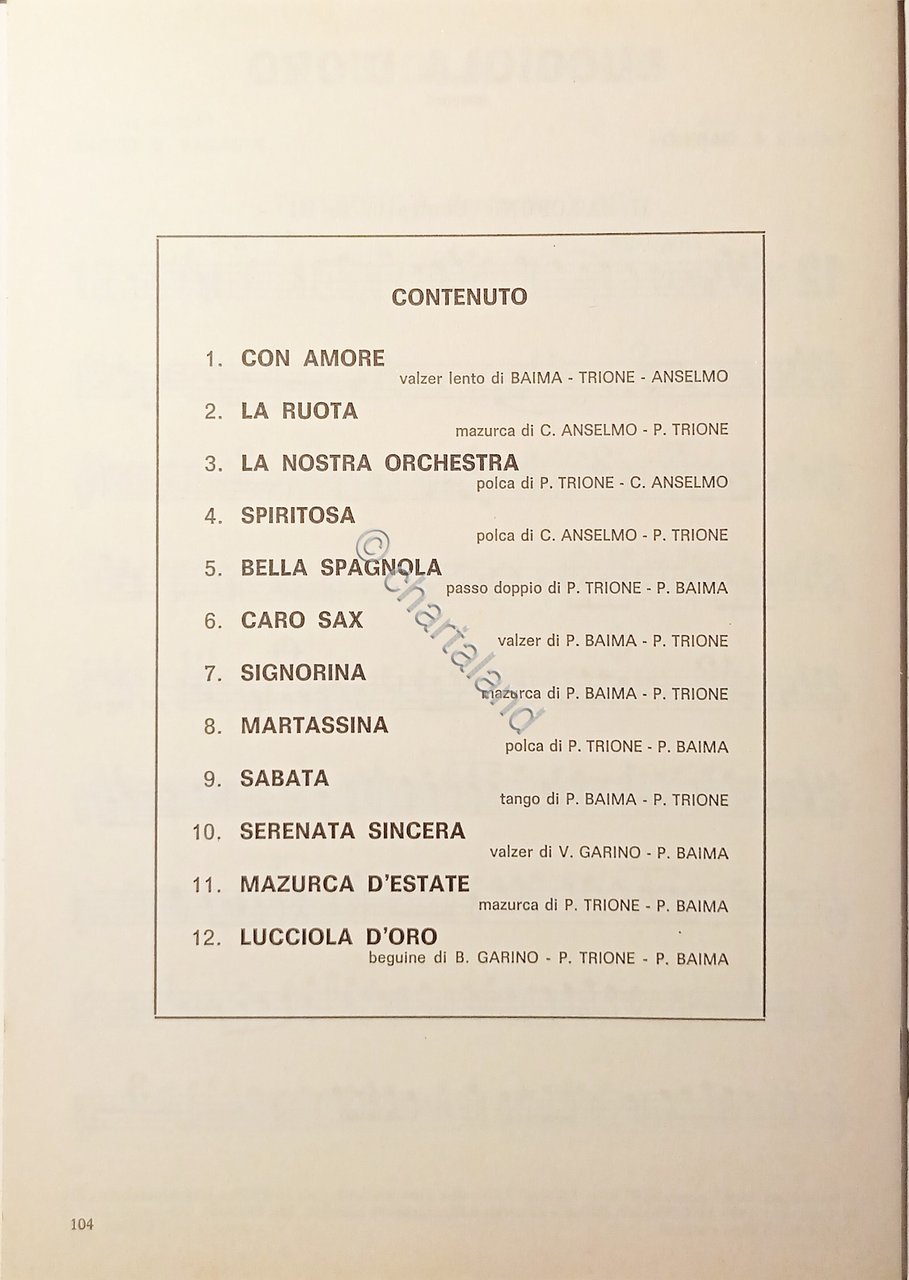 CONTENUTO
1. CON AMORE
valzer lento di BAIMA - TRIONE - ANSELMO
2. LA RUOTA
mazurca di C. ANSELMO - P. TRIONE
3. LA NOSTRA ORCHESTRA
polca di P. TRIONE - C. ANSELMO
4. SPIRITOSA
polca di C. ANSELMO - P. TRIONE
5. BELLA SPAGNOLA
passo doppio di P. TRIONE - P. BAIMA
6. CARO SAX
valzer di P. BAIMA - P. TRIONE
7. SIGNORINA
mazurca di P. BAIMA - P. TRIONE
8. MARTASSINA
polca di P. TRIONE - P. BAIMA
9. SABATA
tango di P. BAIMA - P. TRIONE
10. SERENATA SINCERA
valzer di V. GARINO - P. BAIMA
11. MAZURCA D'ESTATE
mazurca di P. TRIONE - P. BAIMA
12. LUCCIOLA D'ORO
beguine di B. GARINO - P. TRIONE - P. BAIMA
© chartaland
104